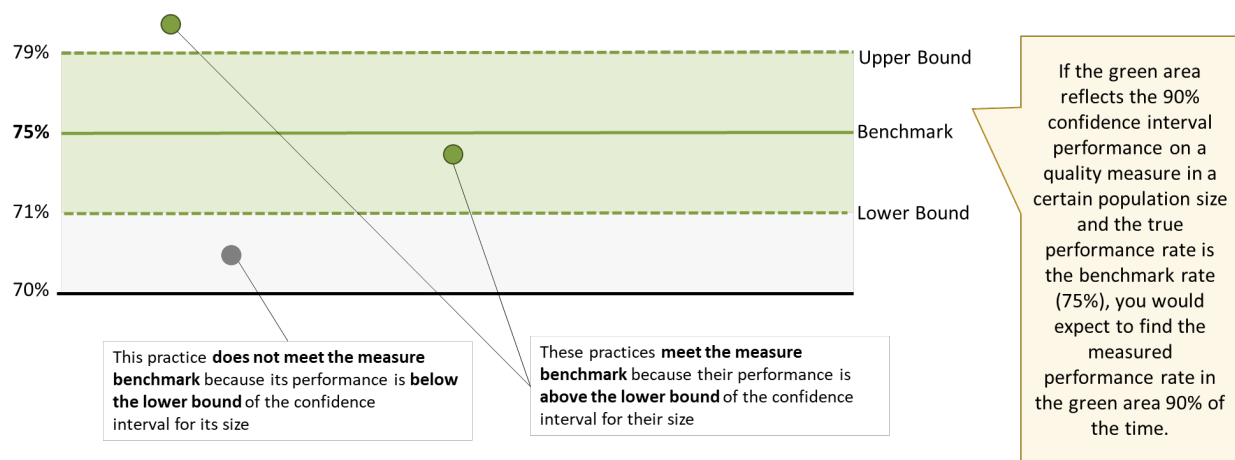 79%
Upper Bound
75%
Benchmark
71%
Lower Bound
70%
This practice does not meet the measure
benchmark because its performance is below
the lower bound of the confidence
interval for its size
These practices meet the measure
benchmark because their performance is
above the lower bound of the confidence
interval for their size
If the green area
reflects the 90%
confidence interval
performance on a
quality measure in a
certain population size
and the true
performance rate is
the benchmark rate
(75%), you would
expect to find the
measured
performance rate in
the green area 90% of
the time.